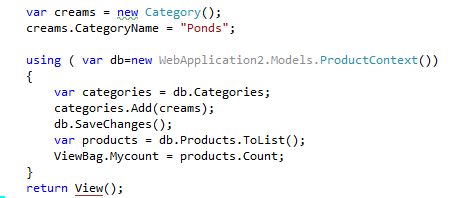 var creams = new Category();
creams.CategoryName = "Ponds";
using ( var db=new WebApplication2.Models.ProductContext())
{
var categories = db.Categories;
categories.Add(creams);
db.SaveChanges();
var products = db.Products.ToList();
ViewBag.Mycount = products.Count;
}
return View();